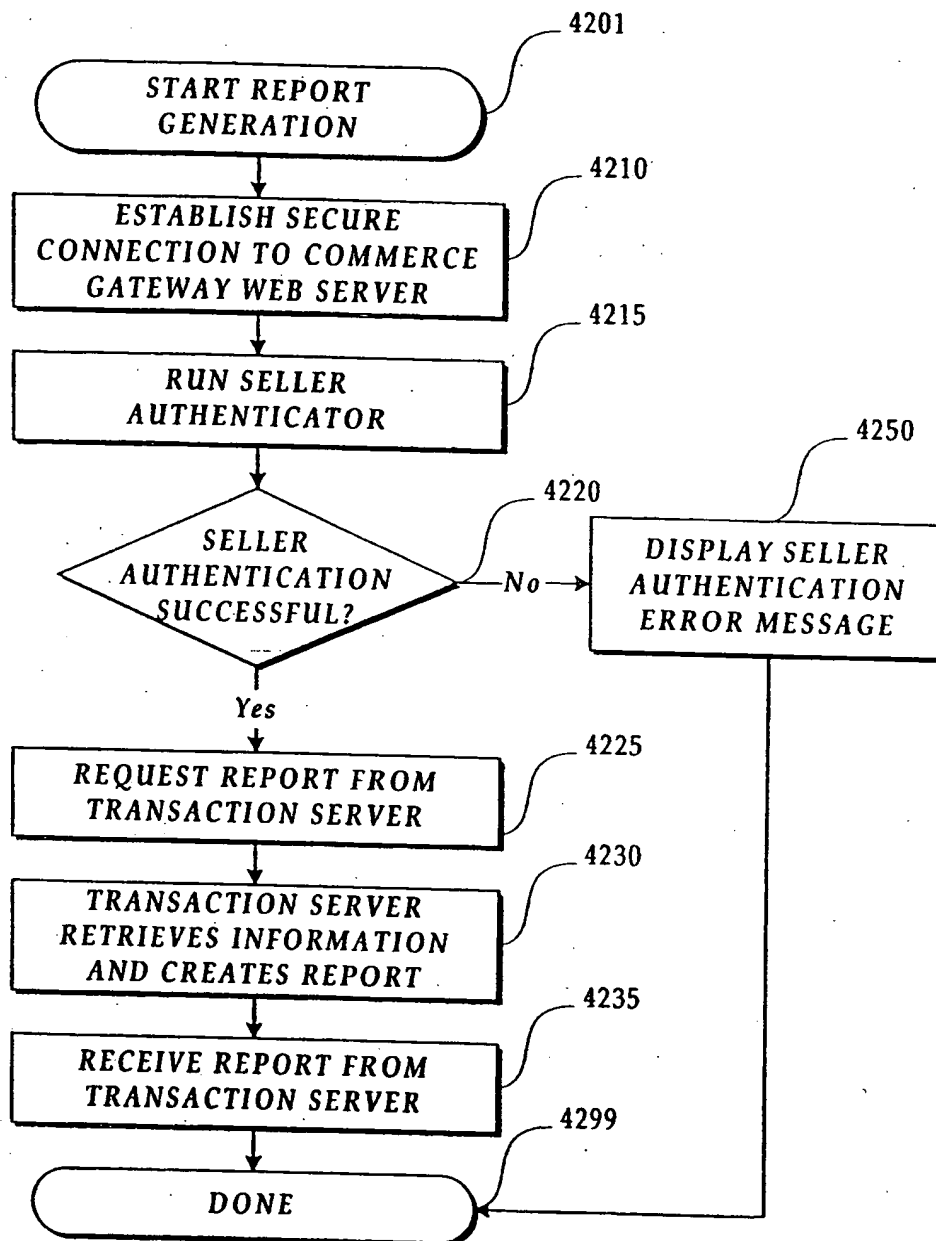 4201
START REPORT
GENERATION
4210
ESTABLISH SECURE
CONNECTION TO COMMERCE
GATEWAY WEB SERVER
4215
RUN SELLER
AUTHENTICATOR
4250
4220
SELLER
AUTHENTICATION
SUCCESSFUL?
No
DISPLAY SELLER
AUTHENTICATION
ERROR MESSAGE
Yes
4225
REQUEST REPORT FROM
TRANSACTION SERVER
4230
TRANSACTION SERVER
RETRIEVES INFORMATION
AND CREATES REPORT
4235
RECEIVE REPORT FROM
TRANSACTION SERVER
4299
DONE